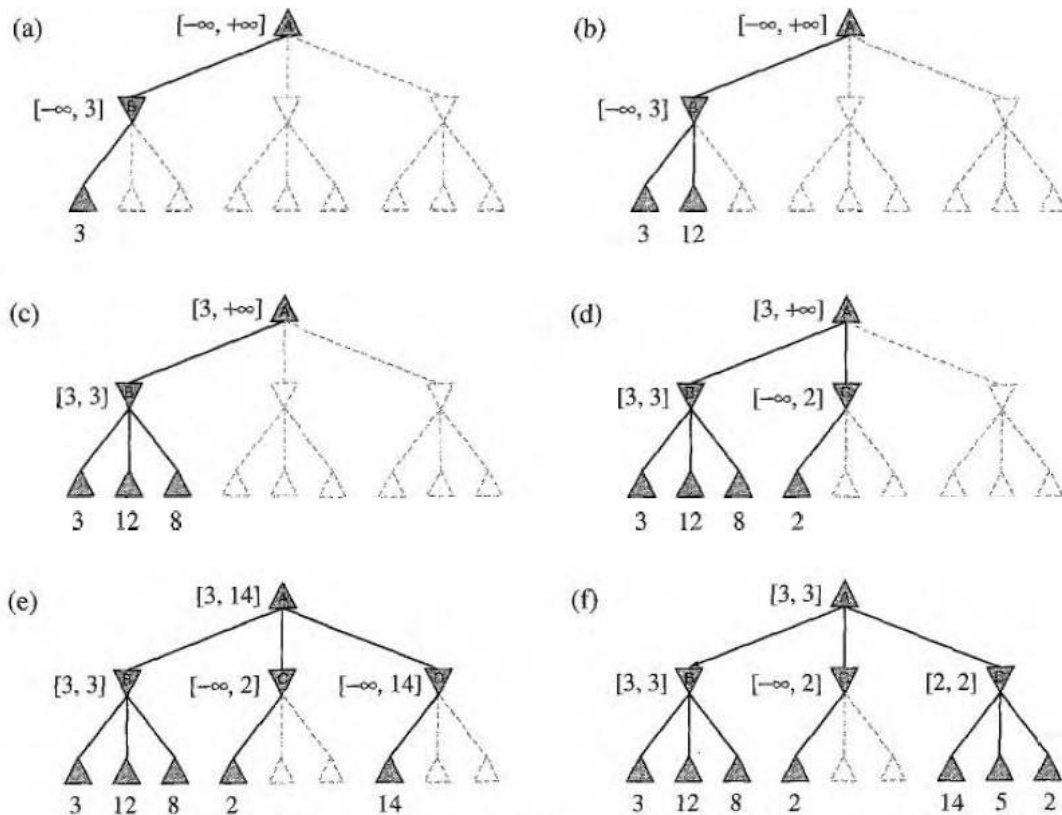 (a) [−∞, +∞] A
[−∞, 3] B
3
(b) [−∞, +∞] A
[−∞, 3] B
3 12
(c) [3, +∞] A
[3, 3] B
3 12 8
(d) [3, +∞] A
[3, 3] B [−∞, 2] C
3 12 8 2
(e) [3, 14] A
[3, 3] B [−∞, 2] C [−∞, 14] D
3 12 8 2 14
(f) [3, 3] A
[3, 3] B [−∞, 2] [2, 2]
3 12 8 2 14 5 2